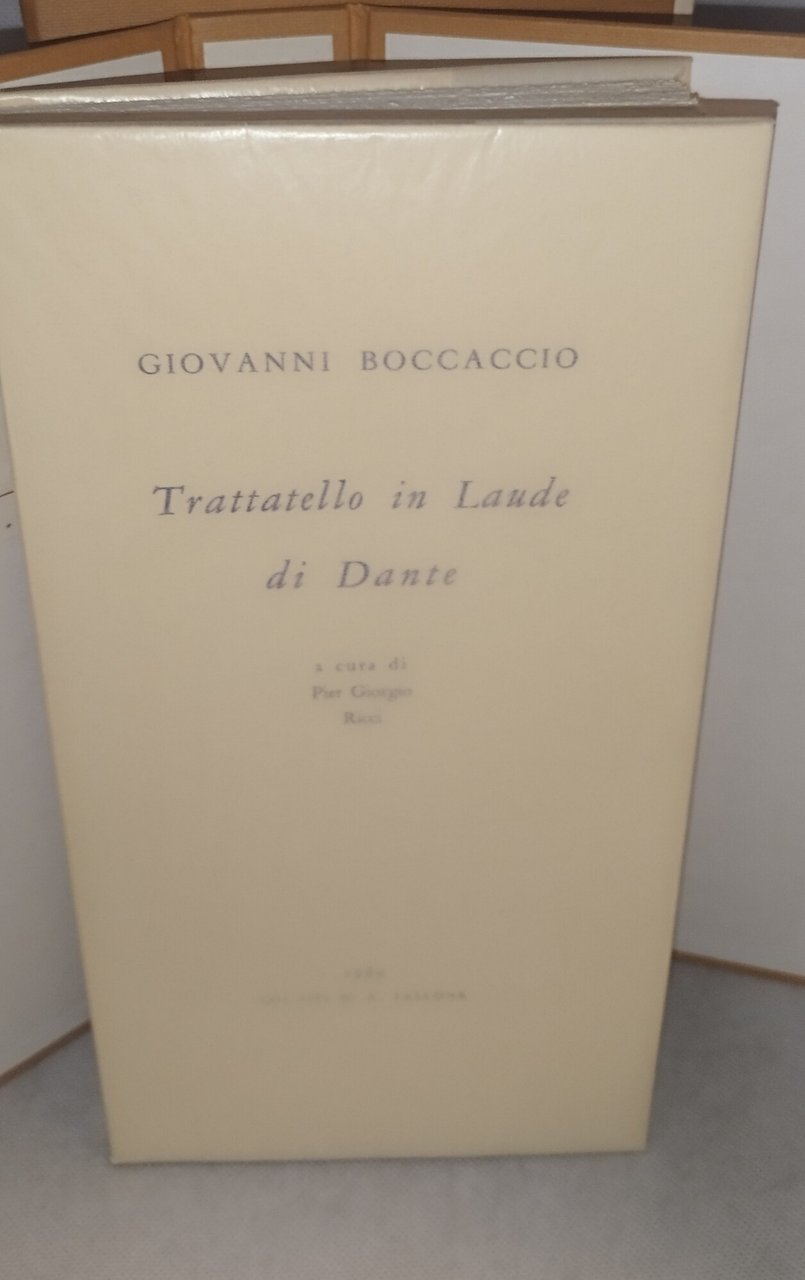 GIOVANNI BOCCACCIO
Trattatello in Laude
di Dante
a cura di
Pier Giorgio
Ricci